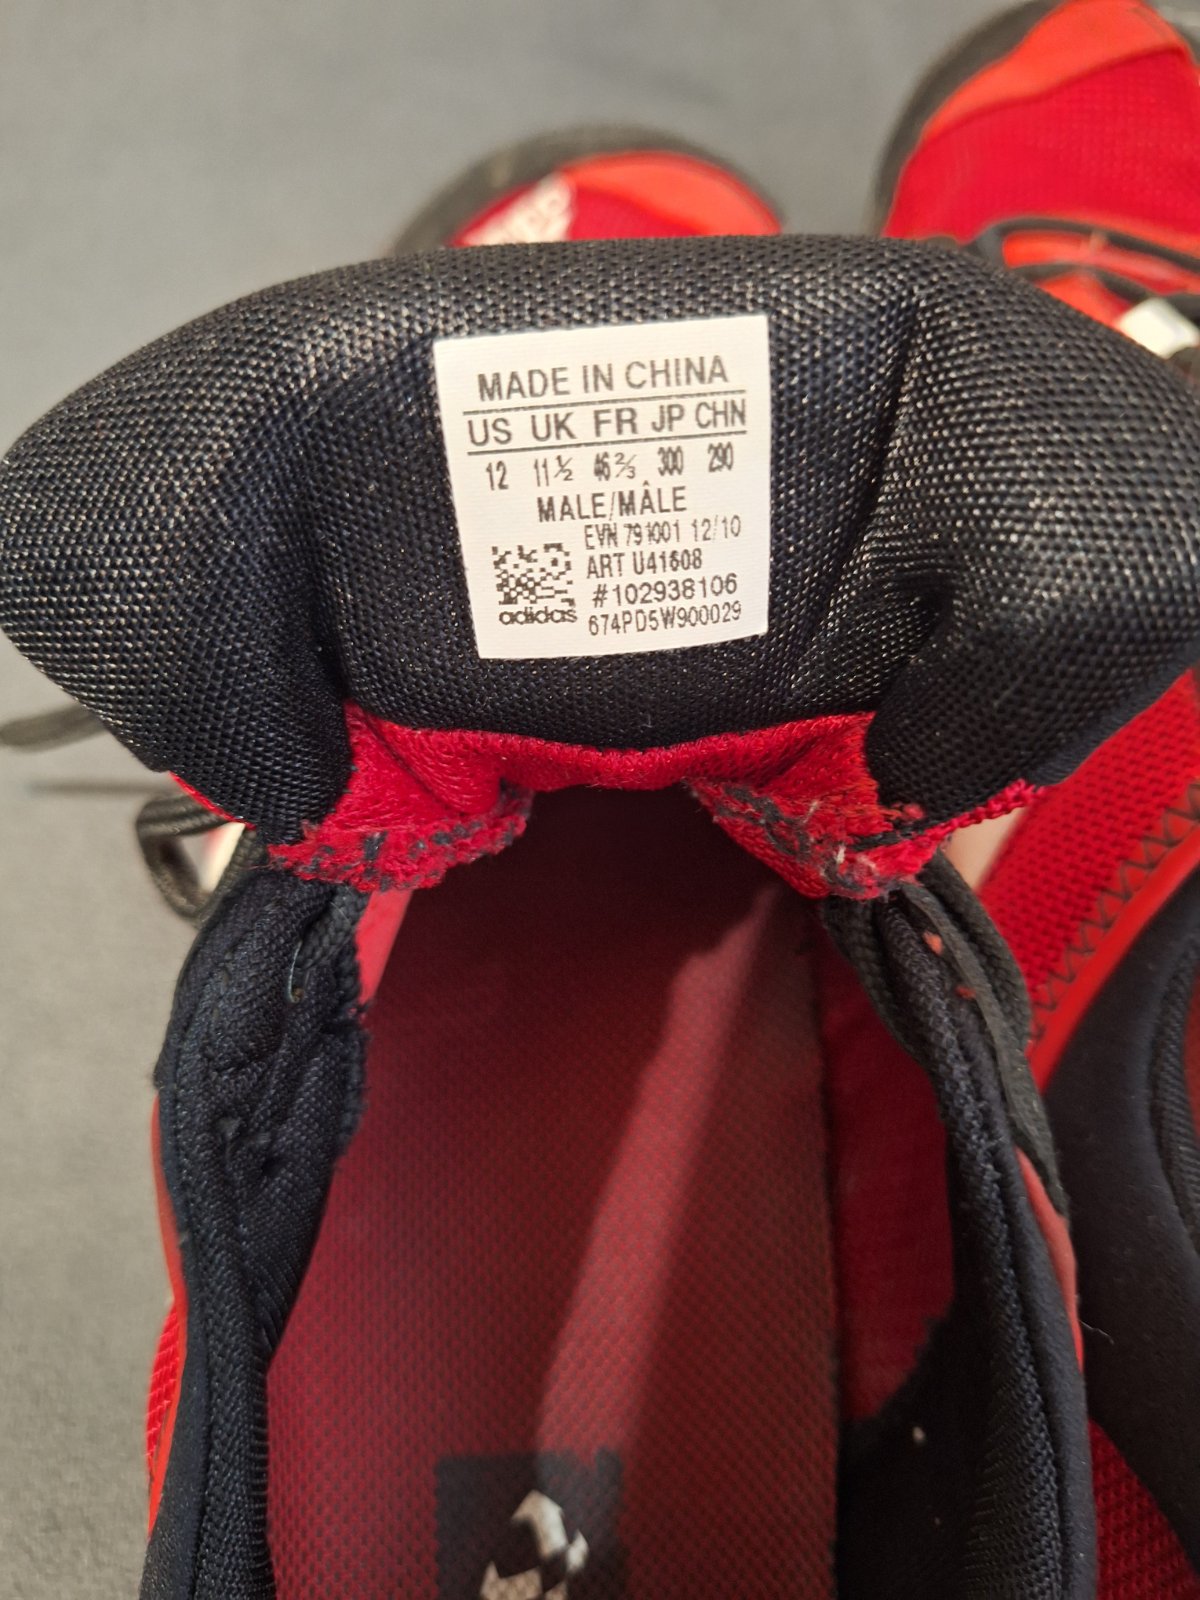 MADE IN CHINA
US UK FR JP CHN
12 11½ 46⅔ 300 290
MALE/MÂLE
EVN 791001 12/10
ART U41608
#102938106
adidas 674PD5W900029